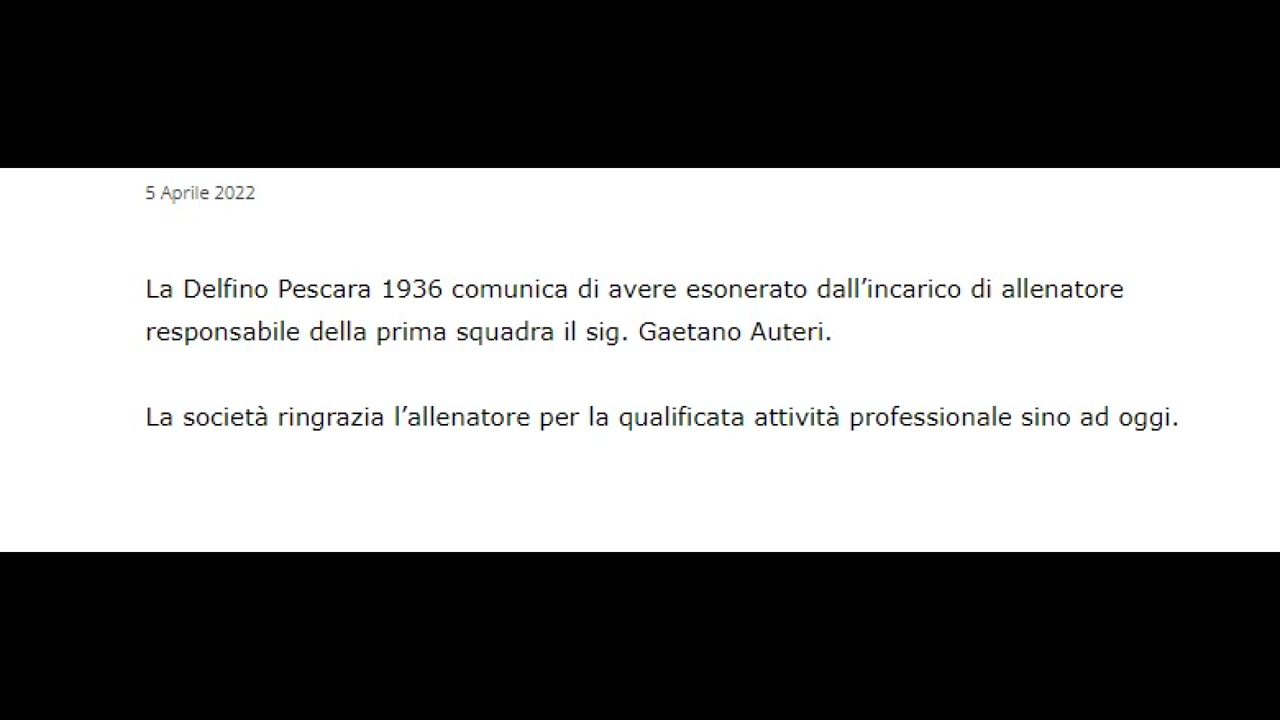 5 Aprile 2022
La Delfino Pescara 1936 comunica di avere esonerato dall’incarico di allenatore
responsabile della prima squadra il sig. Gaetano Auteri.
La società ringrazia l’allenatore per la qualificata attività professionale sino ad oggi.